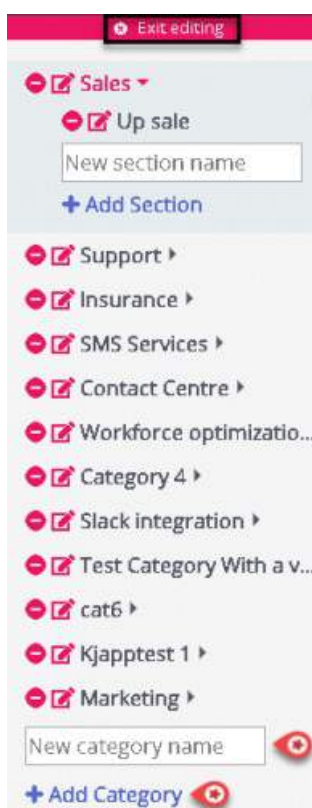 Exit editing
Sales
Up sale
New section name
+ Add Section
Support
Insurance
SMS Services
Contact Centre
Workforce optimizatio...
Category 4
Slack integration
Test Category With a v...
cat6
Kjapptest 1
Marketing
New category name
+ Add Category